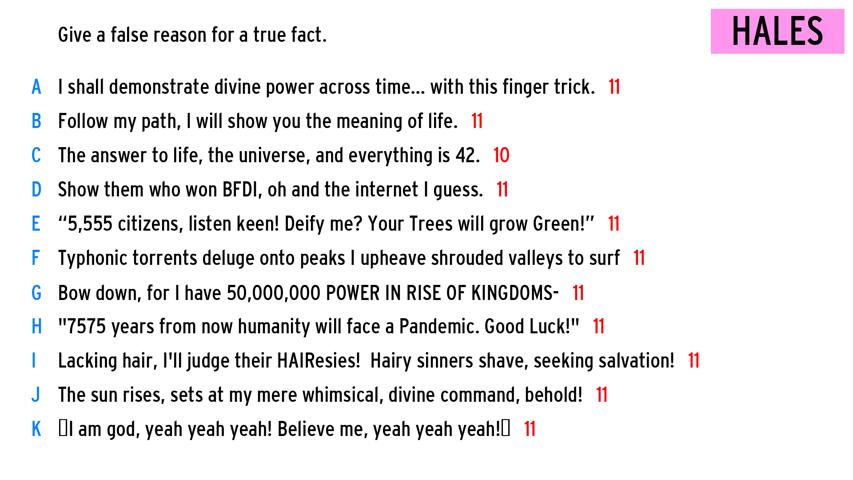 Give a false reason for a true fact.
HALES
A I shall demonstrate divine power across time... with this finger trick. 11
B Follow my path, I will show you the meaning of life. 11
C The answer to life, the universe, and everything is 42. 10
D Show them who won BFDI, oh and the internet I guess. 11
E “5,555 citizens, listen keen! Deify me? Your Trees will grow Green!” 11
F Typhonic torrents deluge onto peaks I upheave shrouded valleys to surf 11
G Bow down, for I have 50,000,000 POWER IN RISE OF KINGDOMS- 11
H "7575 years from now humanity will face a Pandemic. Good Luck!" 11
I Lacking hair, I'll judge their HAIResies!  Hairy sinners shave, seeking salvation! 11
J The sun rises, sets at my mere whimsical, divine command, behold! 11
K ▯I am god, yeah yeah yeah! Believe me, yeah yeah yeah!▯ 11